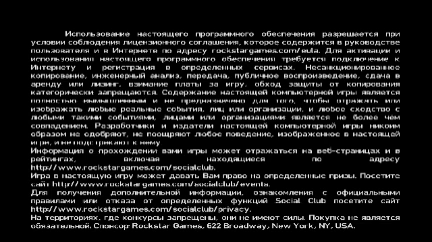 Использование настоящего программного обеспечения разрешается при
условии соблюдения лицензионного соглашения, которое содержится в руководстве
пользователя и в Интернете по адресу rockstargames.com/eula. Для активации и
использования настоящего программного обеспечения требуется подключение к
Интернету и регистрация в определенных сервисах. Несанкционированное
копирование, инженерный анализ, передача, публичное воспроизведение, сдача в
аренду или лизинг, взимание платы за игру, обход защиты от копирования
категорически запрещается. Содержание настоящей компьютерной игры является
полностью вымышленным и не предназначено для того, чтобы отражать или
изображать любые реальные события, лиц или организации, и любое сходство с
любыми такими событиями, лицами или организациями является не более чем
совпадением. Разработчики и издатели настоящей компьютерной игры никоим
образом не одобряют, не поощряют любое поведение, изображенное в настоящей
игре, и не подстрекают к нему
Информация о прохождении вами игры может отражаться на веб-страницах и в
рейтингах, включая находящиеся по адресу
http://www.rockstargames.com/socialclub.
Игра в настоящую игру может давать Вам право на определенные призы. Посетите
сайт http://www.rockstargames.com/socialclub/events.
Для получения дополнительной информации, ознакомления с официальными
правилами или отказа от определенных функций Social Club посетите сайт
http://www.rockstargames.com/socialclub/privacy.
На территориях, где конкурсы запрещены, они не имеют силы. Покупка не является
обязательной. Спонсор Rockstar Games, 622 Broadway, New York, NY, USA.